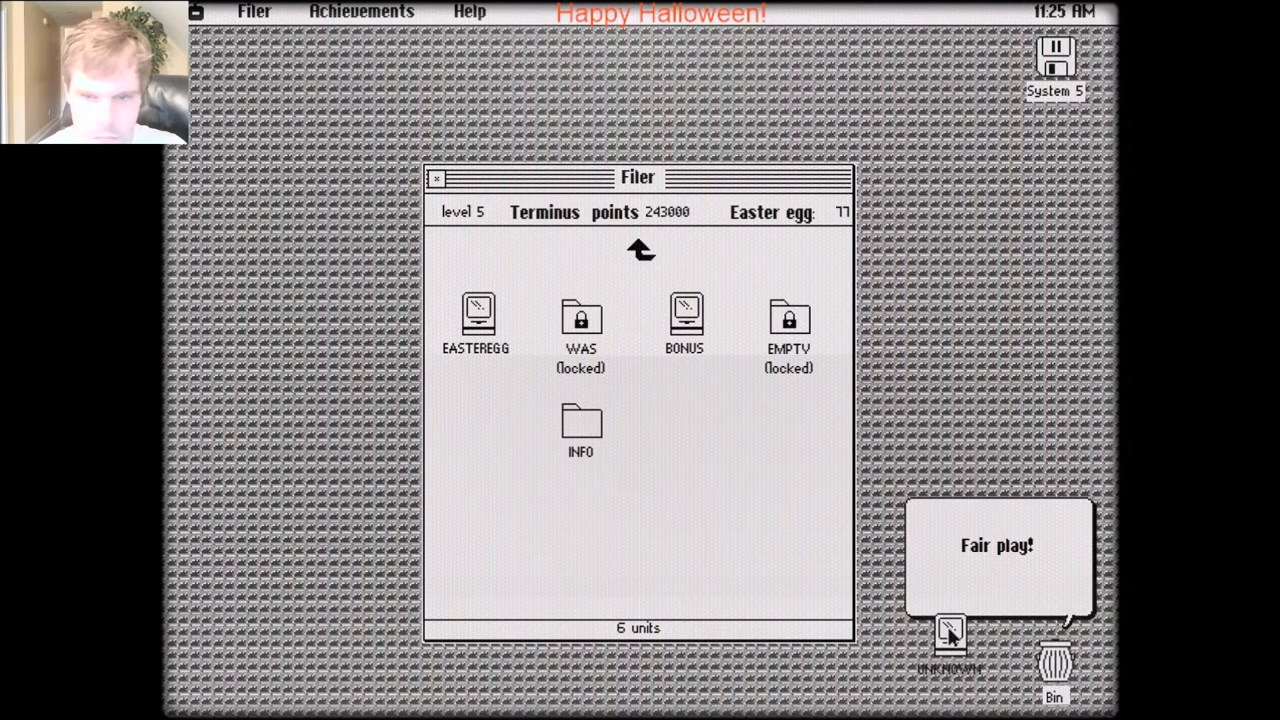 Filer Achievements Help Happy Halloween! 11:25 AM
System 5
Filer
level 5 Terminus points 243000 Easter egg: 77
EASTEREGG WAS BONUS EMPTY
(locked) (locked)
INFO
Fair play!
6 units
UNKNOWN
Bin